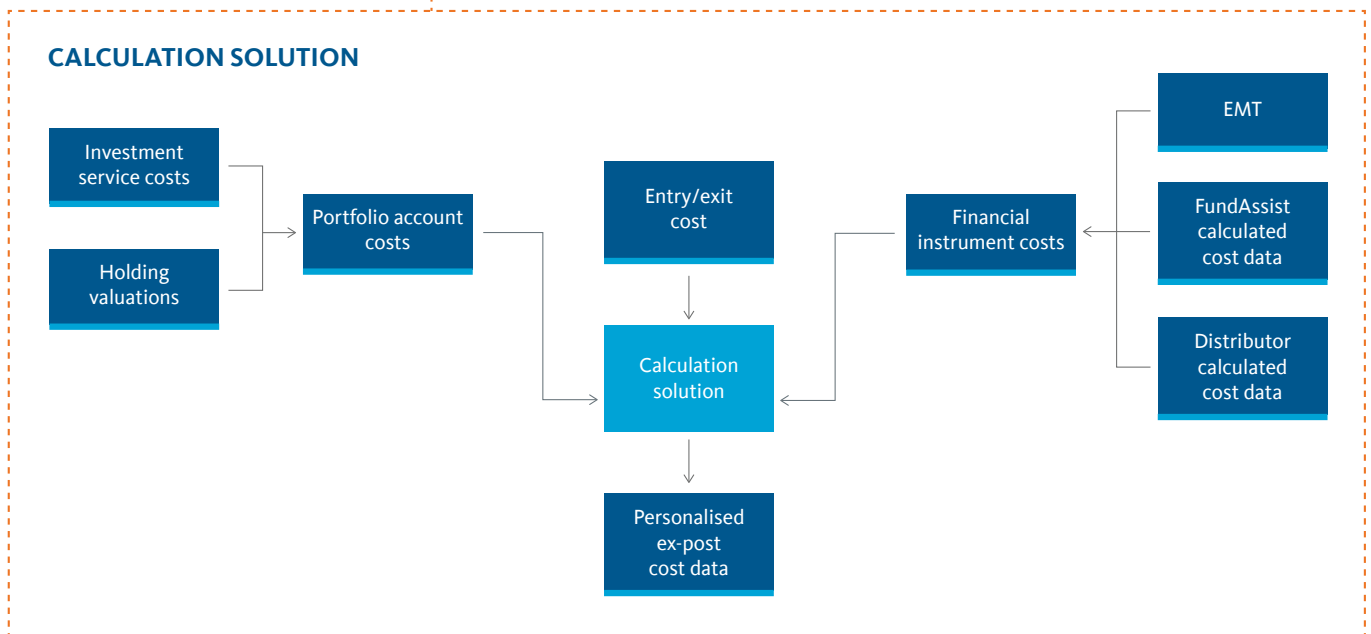 CALCULATION SOLUTION
Investment
service costs
Holding
valuations
Portfolio account
costs
Entry/exit
cost
Calculation
solution
Personalised
ex-post
cost data
Financial
instrument costs
EMT
FundAssist
calculated
cost data
Distributor
calculated
cost data